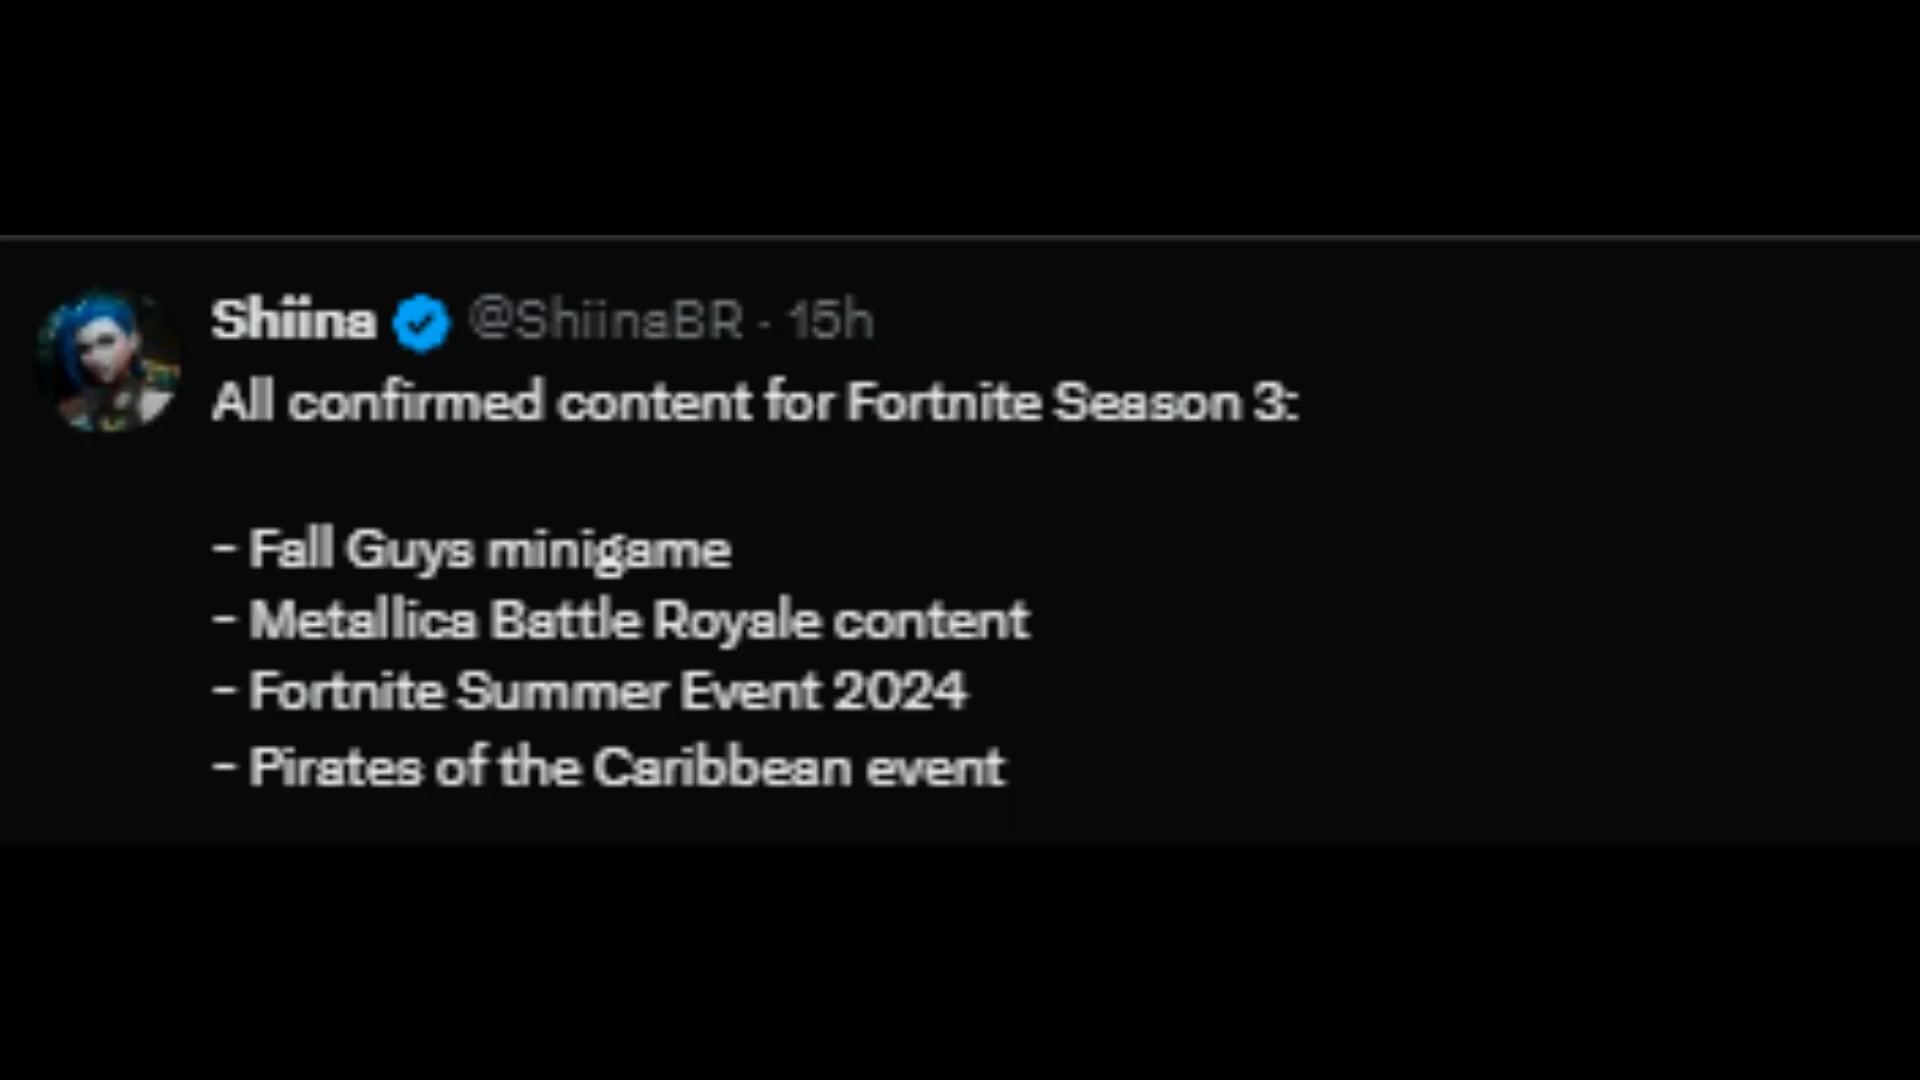 Shiina @ShiinaBR · 15h
All confirmed content for Fortnite Season 3:
- Fall Guys minigame
- Metallica Battle Royale content
- Fortnite Summer Event 2024
- Pirates of the Caribbean event